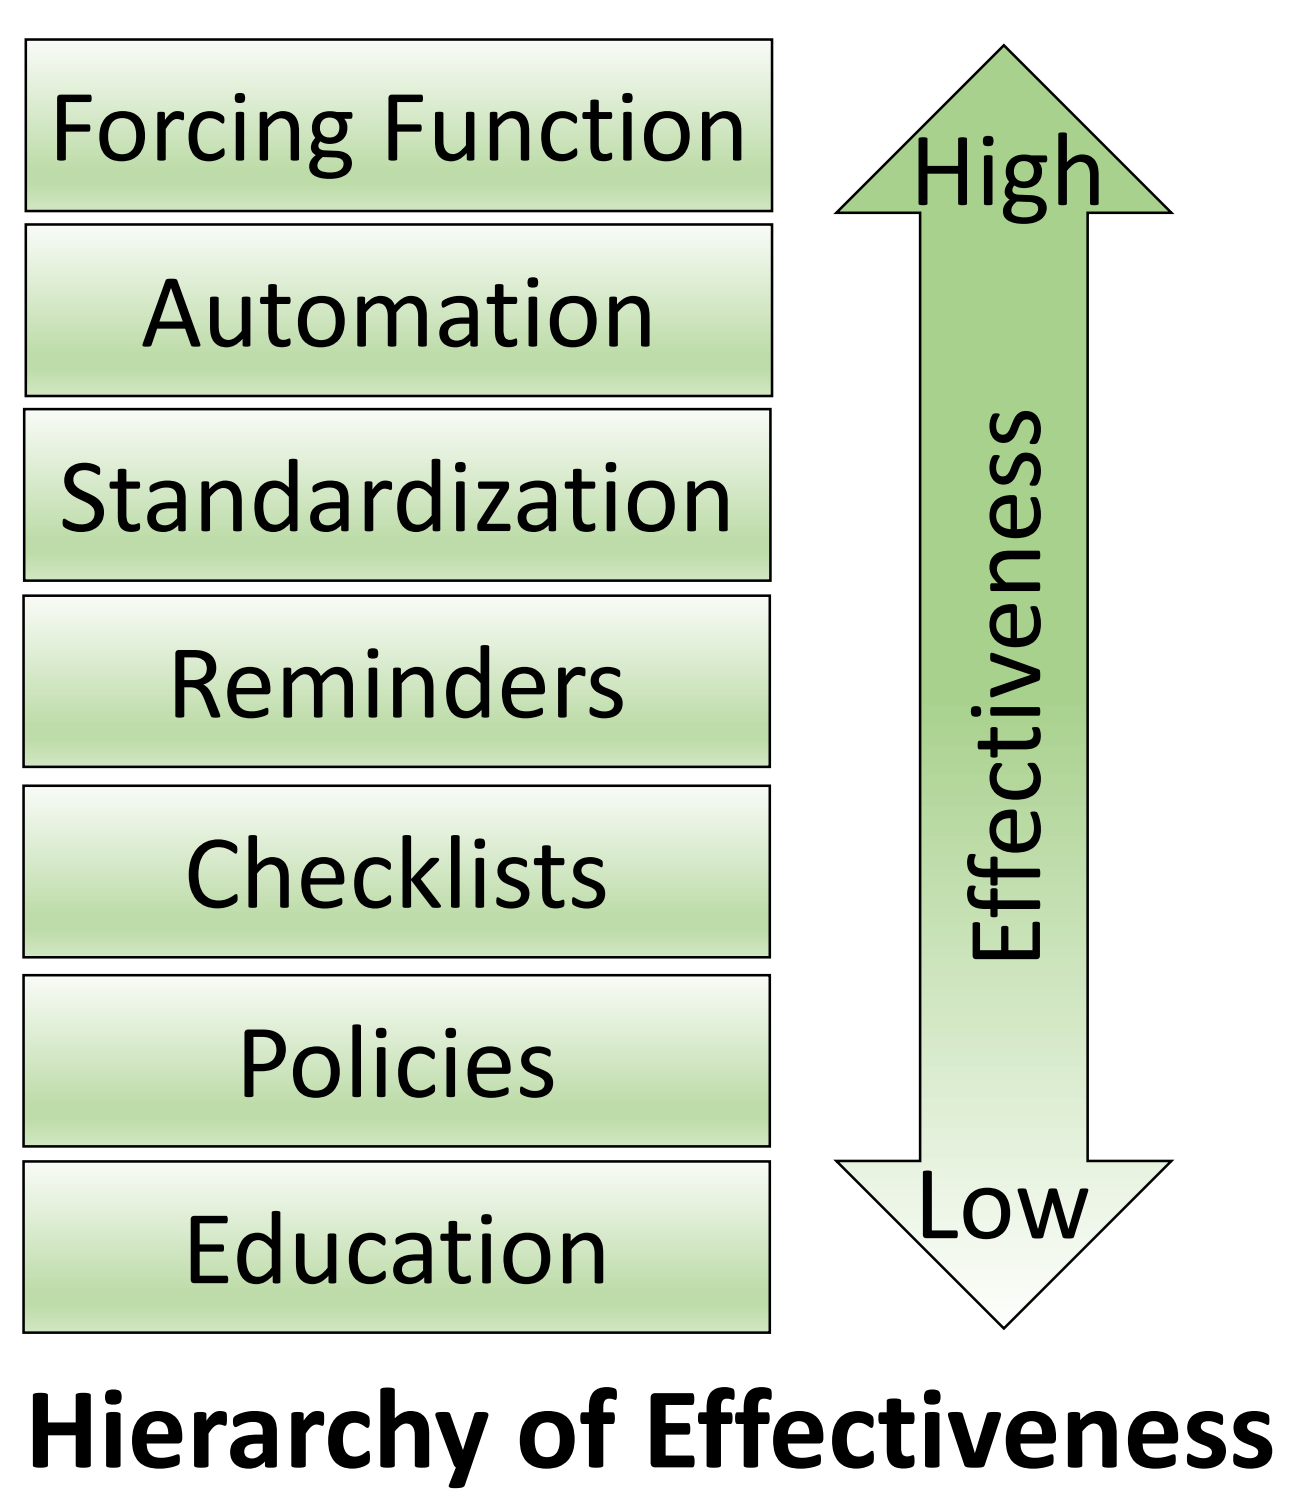 Forcing Function
Automation
Standardization
Reminders
Checklists
Policies
Education
High
Effectiveness
Low
Hierarchy of Effectiveness